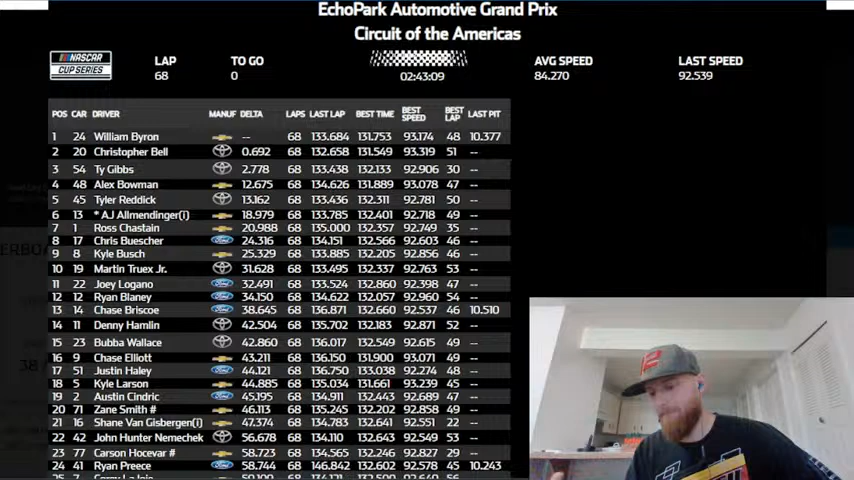 EchoPark Automotive Grand Prix
Circuit of the Americas
NASCAR CUP SERIES
LAP TO GO AVG SPEED LAST SPEED
68 0 02:43:09 84.270 92.539
POS CAR DRIVER MANUF DELTA LAPS LAST LAP BEST TIME BEST SPEED BEST LAP LAST PIT
1 24 William Byron -- 68 133.684 131.753 93.174 48 10.377
2 20 Christopher Bell 0.692 68 132.658 131.549 93.319 51 --
3 54 Ty Gibbs 2.778 68 133.438 132.133 92.906 30 --
4 48 Alex Bowman 12.675 68 134.626 131.889 93.078 47 --
5 45 Tyler Reddick 13.162 68 133.436 132.311 92.781 50 --
6 13 * AJ Allmendinger(i) 18.979 68 133.785 132.401 92.718 49 --
7 1 Ross Chastain 20.988 68 135.000 132.357 92.749 35 --
8 17 Chris Buescher 24.316 68 134.151 132.566 92.603 46 --
9 8 Kyle Busch 25.329 68 133.885 132.205 92.856 46 --
10 19 Martin Truex Jr. 31.628 68 133.495 132.337 92.763 53 --
11 22 Joey Logano 32.491 68 133.524 132.860 92.398 47 --
12 12 Ryan Blaney 34.150 68 134.622 132.057 92.960 54 --
13 14 Chase Briscoe 38.645 68 136.871 132.660 92.537 46 10.510
14 11 Denny Hamlin 42.504 68 135.702 132.183 92.871 52 --
15 23 Bubba Wallace 42.860 68 136.017 132.549 92.615 49 --
16 9 Chase Elliott 43.211 68 136.150 131.900 93.071 49 --
17 51 Justin Haley 44.121 68 136.750 133.038 92.274 48 --
18 5 Kyle Larson 44.885 68 135.034 131.661 93.239 45 --
19 2 Austin Cindric 45.195 68 134.911 132.443 92.689 47 --
20 71 Zane Smith # 46.113 68 135.245 132.202 92.858 49 --
21 16 Shane Van Gisbergen(i) 47.374 68 134.783 132.641 92.551 22 --
22 42 John Hunter Nemechek 56.678 68 134.110 132.643 92.549 53 --
23 77 Carson Hocevar # 58.723 68 134.565 132.246 92.827 29 --
24 41 Ryan Preece 58.744 68 146.842 132.602 92.578 45 10.243